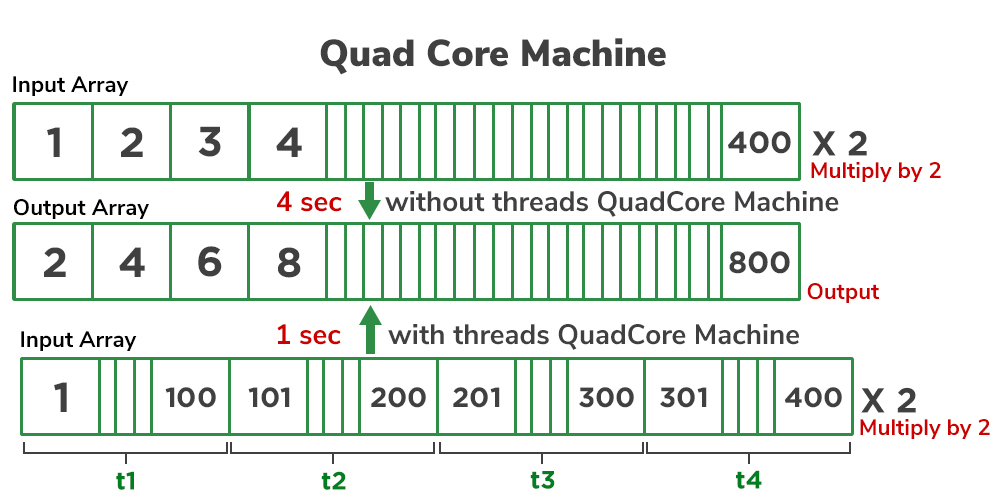 Quad Core Machine
Input Array
1 2 3 4 400 X 2
Multiply by 2
4 sec without threads QuadCore Machine
Output Array
2 4 6 8 800
Output
1 sec with threads QuadCore Machine
Input Array
1 100 101 200 201 300 301 400 X 2
Multiply by 2
t1 t2 t3 t4